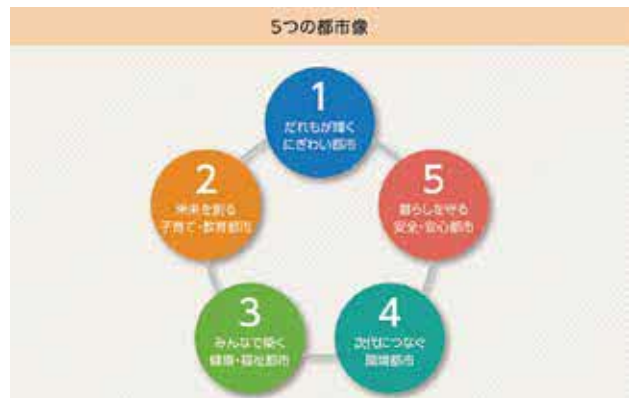 5つの都市像
1
だれもが輝く
にぎわい都市
2
未来を創る
子育て・教育都市
3
みんなで築く
健康・福祉都市
4
次代につなぐ
環境都市
5
暮らしを守る
安全・安心都市